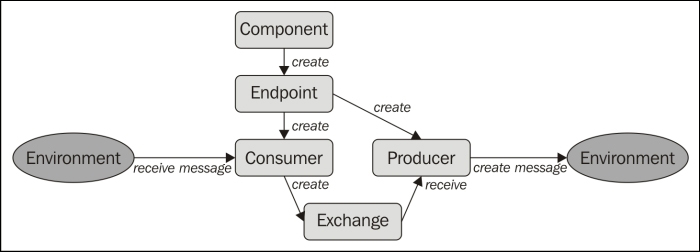 Component
create
Endpoint
create
create
Environment
receive message
Consumer
Producer
create message
Environment
create
receive
Exchange